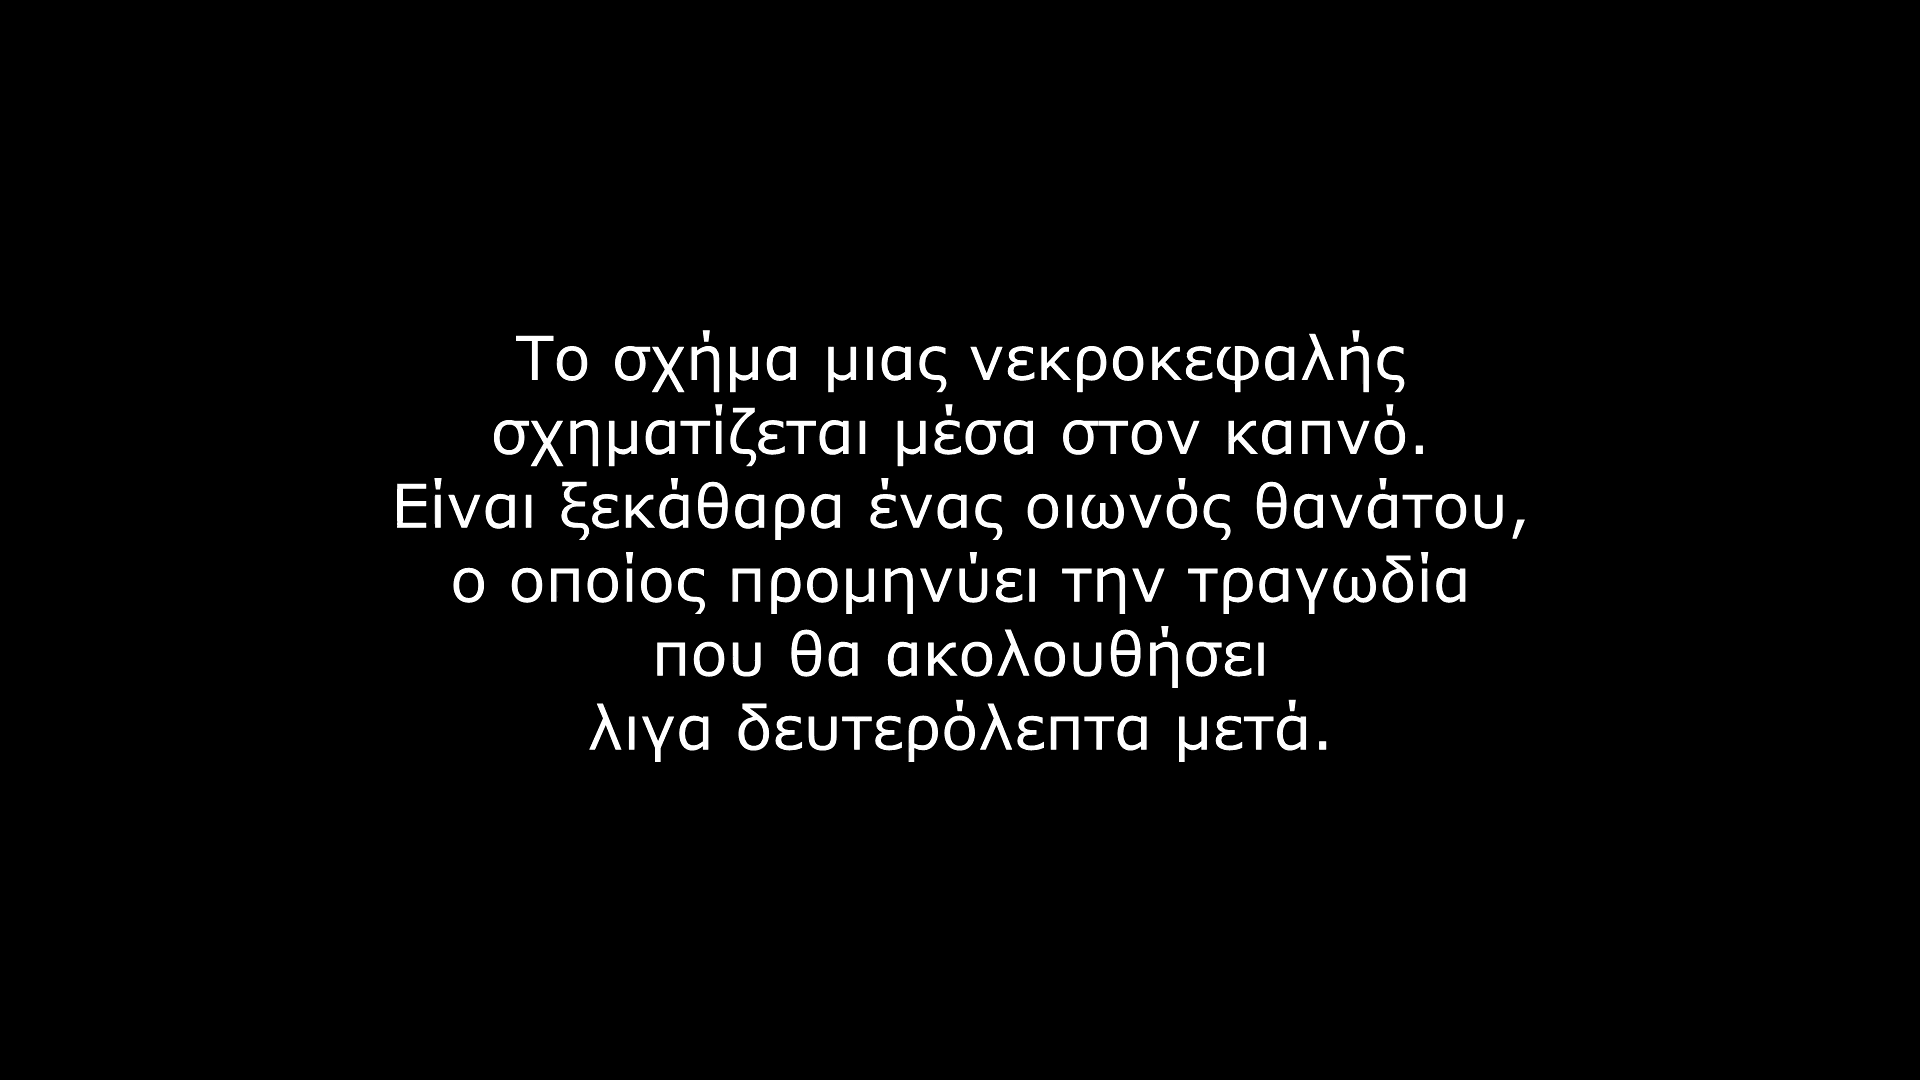 Το σχήμα μιας νεκροκεφαλής
σχηματίζεται μέσα στον καπνό.
Είναι ξεκάθαρα ένας οιωνός θανάτου,
ο οποίος προμηνύει την τραγωδία
που θα ακολουθήσει
λιγα δευτερόλεπτα μετά.